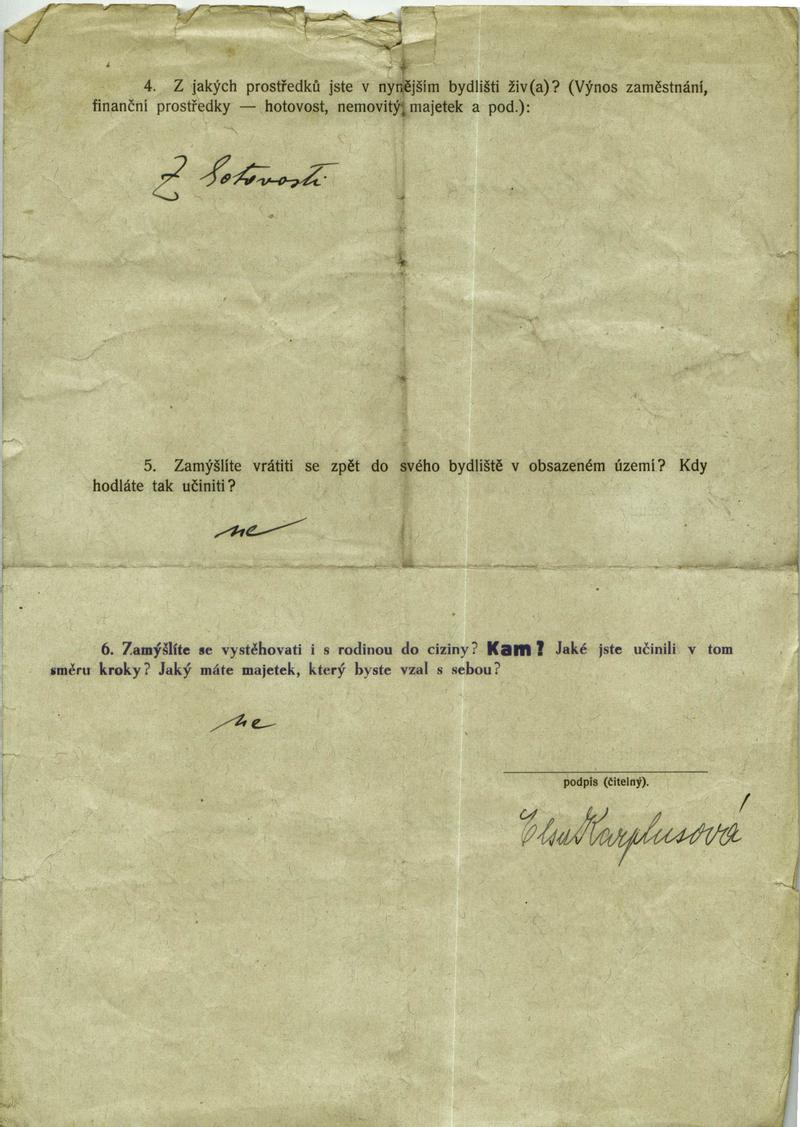 4. Z jakých prostředků jste v nynějším bydlišti živ(a)? (Výnos zaměstnání,
finanční prostředky — hotovost, nemovitý majetek a pod.):
Z hotovosti
5. Zamýšlíte vrátiti se zpět do svého bydliště v obsazeném území? Kdy
hodláte tak učiniti?
ne
6. Zamýšlíte se vystěhovati i s rodinou do ciziny? Kam? Jaké jste učinili v tom
směru kroky? Jaký máte majetek, který byste vzal s sebou?
ne
podpis (čitelný).
Elsa Karplusová